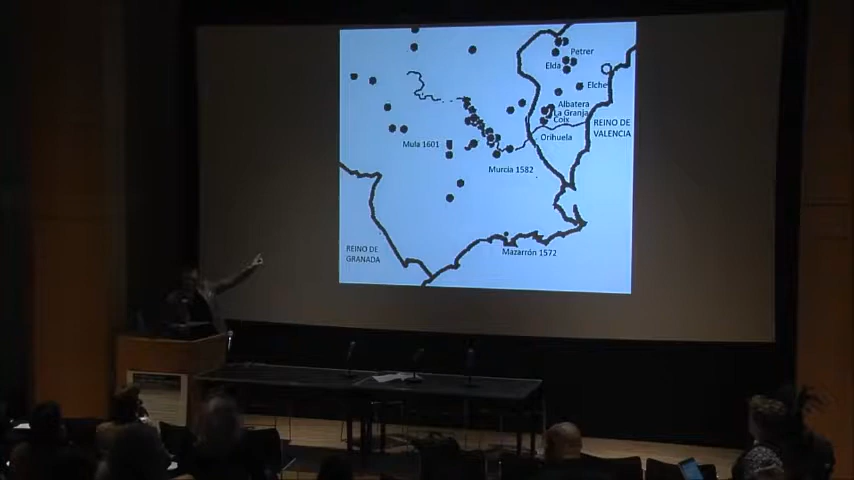 Petrer
Elda
Elche
Albatera
La Granja
Coix
REINO DE
VALENCIA
Orihuela
Mula 1601
Murcia 1582
REINO DE
GRANADA
Mazarrón 1572